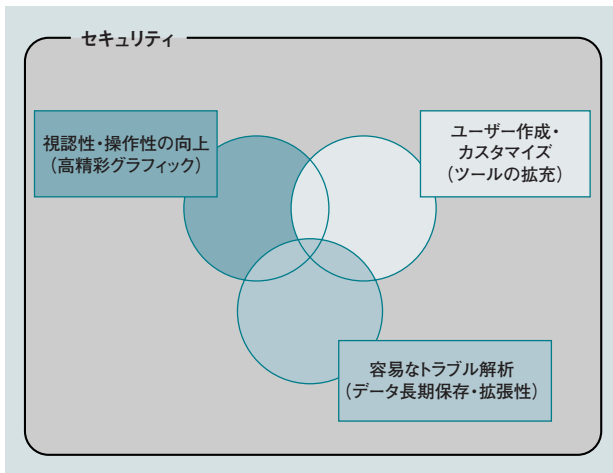 セキュリティ
視認性・操作性の向上
(高精彩グラフィック)
ユーザー作成・
カスタマイズ
(ツールの拡充)
容易なトラブル解析
(データ長期保存・拡張性)